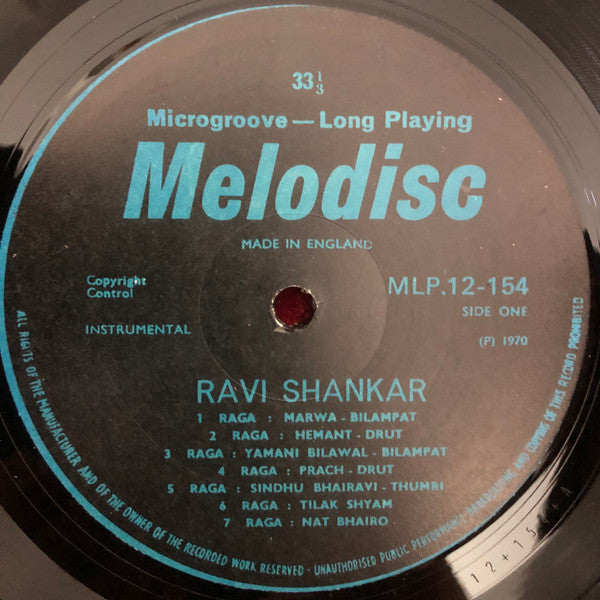 33⅓
Microgroove — Long Playing
Melodisc
MADE IN ENGLAND
Copyright
Control
MLP.12-154
SIDE ONE
INSTRUMENTAL
(P) 1970
RAVI SHANKAR
1 RAGA : MARWA - BILAMPAT
2 RAGA : HEMANT - DRUT
3 RAGA : YAMANI BILAWAL - BILAMPAT
4 RAGA : PRACH - DRUT
5 RAGA : SINDHU BHAIRAVI - THUMRI
6 RAGA : TILAK SHYAM
7 RAGA : NAT BHAIRO
ALL RIGHTS OF THE MANUFACTURER AND OF THE OWNER OF THE RECORDED WORK RESERVED · UNAUTHORISED PUBLIC PERFORMANCE, BROADCASTING AND COPYING OF THIS RECORD PROHIBITED